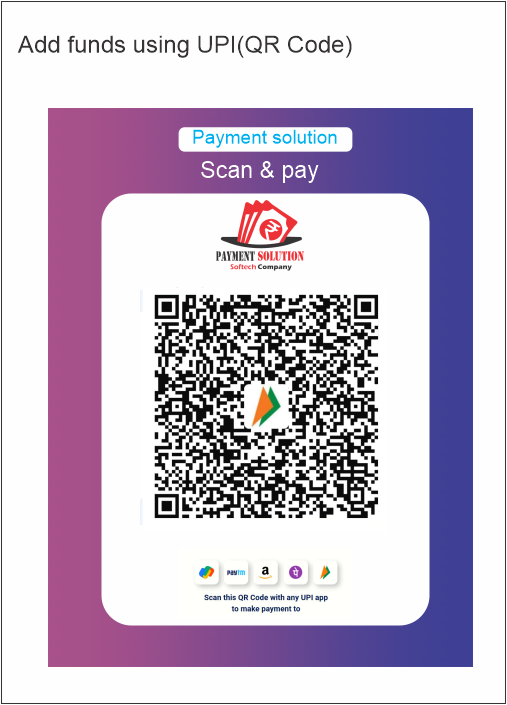 Add funds using UPI(QR Code)
Payment solution
Scan & pay
PAYMENT SOLUTION
Softech Company
Paytm
a
पे
Scan this QR Code with any UPI app
to make payment to